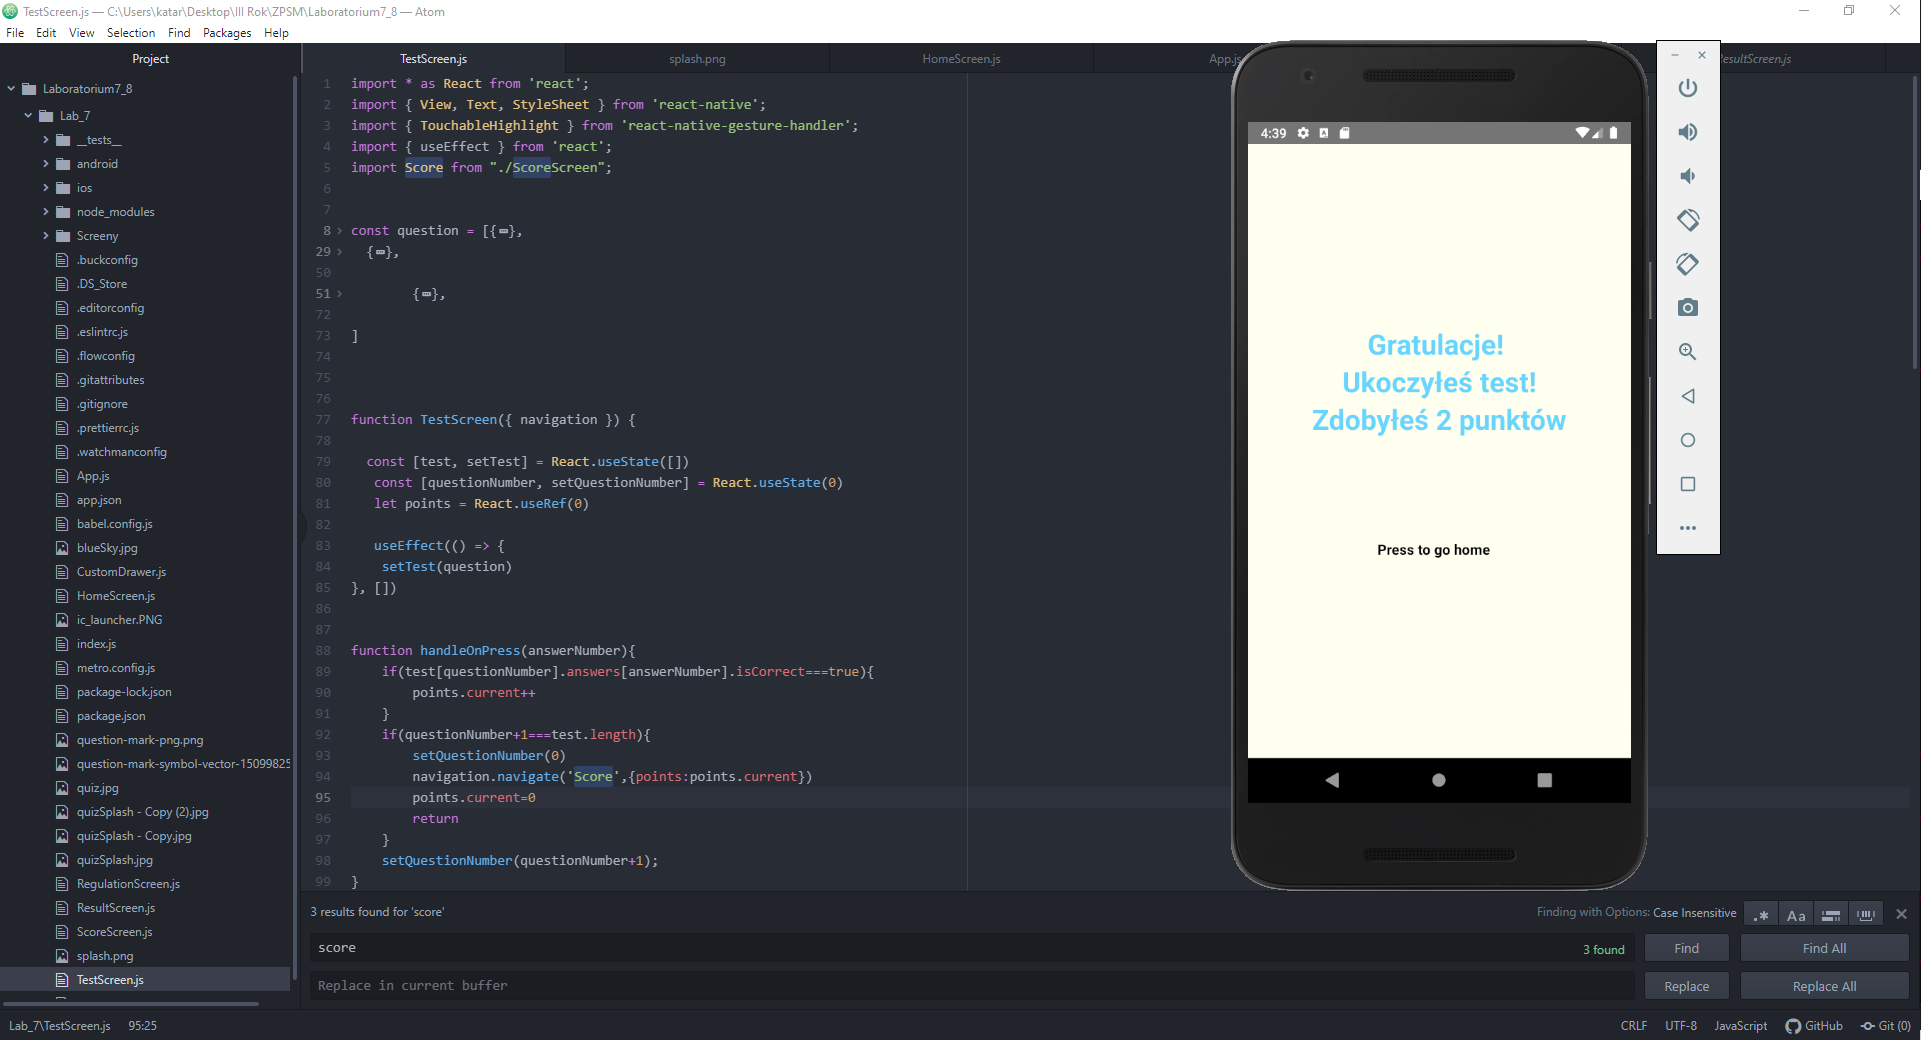 TestScreen.js — C:\Users\katar\Desktop\III Rok\ZPSM\Laboratorium7_8 — Atom
File Edit View Selection Find Packages Help
Project
Laboratorium7_8
Lab_7
__tests__
android
ios
node_modules
Screeny
.buckconfig
.DS_Store
.editorconfig
.eslintrc.js
.flowconfig
.gitattributes
.gitignore
.prettierrc.js
.watchmanconfig
App.js
app.json
babel.config.js
blueSky.jpg
CustomDrawer.js
HomeScreen.js
ic_launcher.PNG
index.js
metro.config.js
package-lock.json
package.json
question-mark-png.png
question-mark-symbol-vector-15099825
quiz.jpg
quizSplash - Copy (2).jpg
quizSplash - Copy.jpg
quizSplash.jpg
RegulationScreen.js
ResultScreen.js
ScoreScreen.js
splash.png
TestScreen.js
TestScreen.js splash.png HomeScreen.js App.js esultScreen.js
1 import * as React from 'react';
2 import { View, Text, StyleSheet } from 'react-native';
3 import { TouchableHighlight } from 'react-native-gesture-handler';
4 import { useEffect } from 'react';
5 import Score from "./ScoreScreen";
6
7
8 const question = [{…},
29 {…},
50
51 {…},
72
73 ]
74
75
76
77 function TestScreen({ navigation }) {
78
79 const [test, setTest] = React.useState([])
80 const [questionNumber, setQuestionNumber] = React.useState(0)
81 let points = React.useRef(0)
82
83 useEffect(() => {
84 setTest(question)
85 }, [])
86
87
88 function handleOnPress(answerNumber){
89 if(test[questionNumber].answers[answerNumber].isCorrect===true){
90 points.current++
91 }
92 if(questionNumber+1===test.length){
93 setQuestionNumber(0)
94 navigation.navigate('Score',{points:points.current})
95 points.current=0
96 return
97 }
98 setQuestionNumber(questionNumber+1);
99 }
4:39
Gratulacje!
Ukoczyłeś test!
Zdobyłeś 2 punktów
Press to go home
3 results found for 'score'
Finding with Options: Case Insensitive
.* Aa
score
3 found
Find Find All
Replace in current buffer
Replace Replace All
Lab_7\TestScreen.js 95:25
CRLF UTF-8 JavaScript GitHub Git (0)